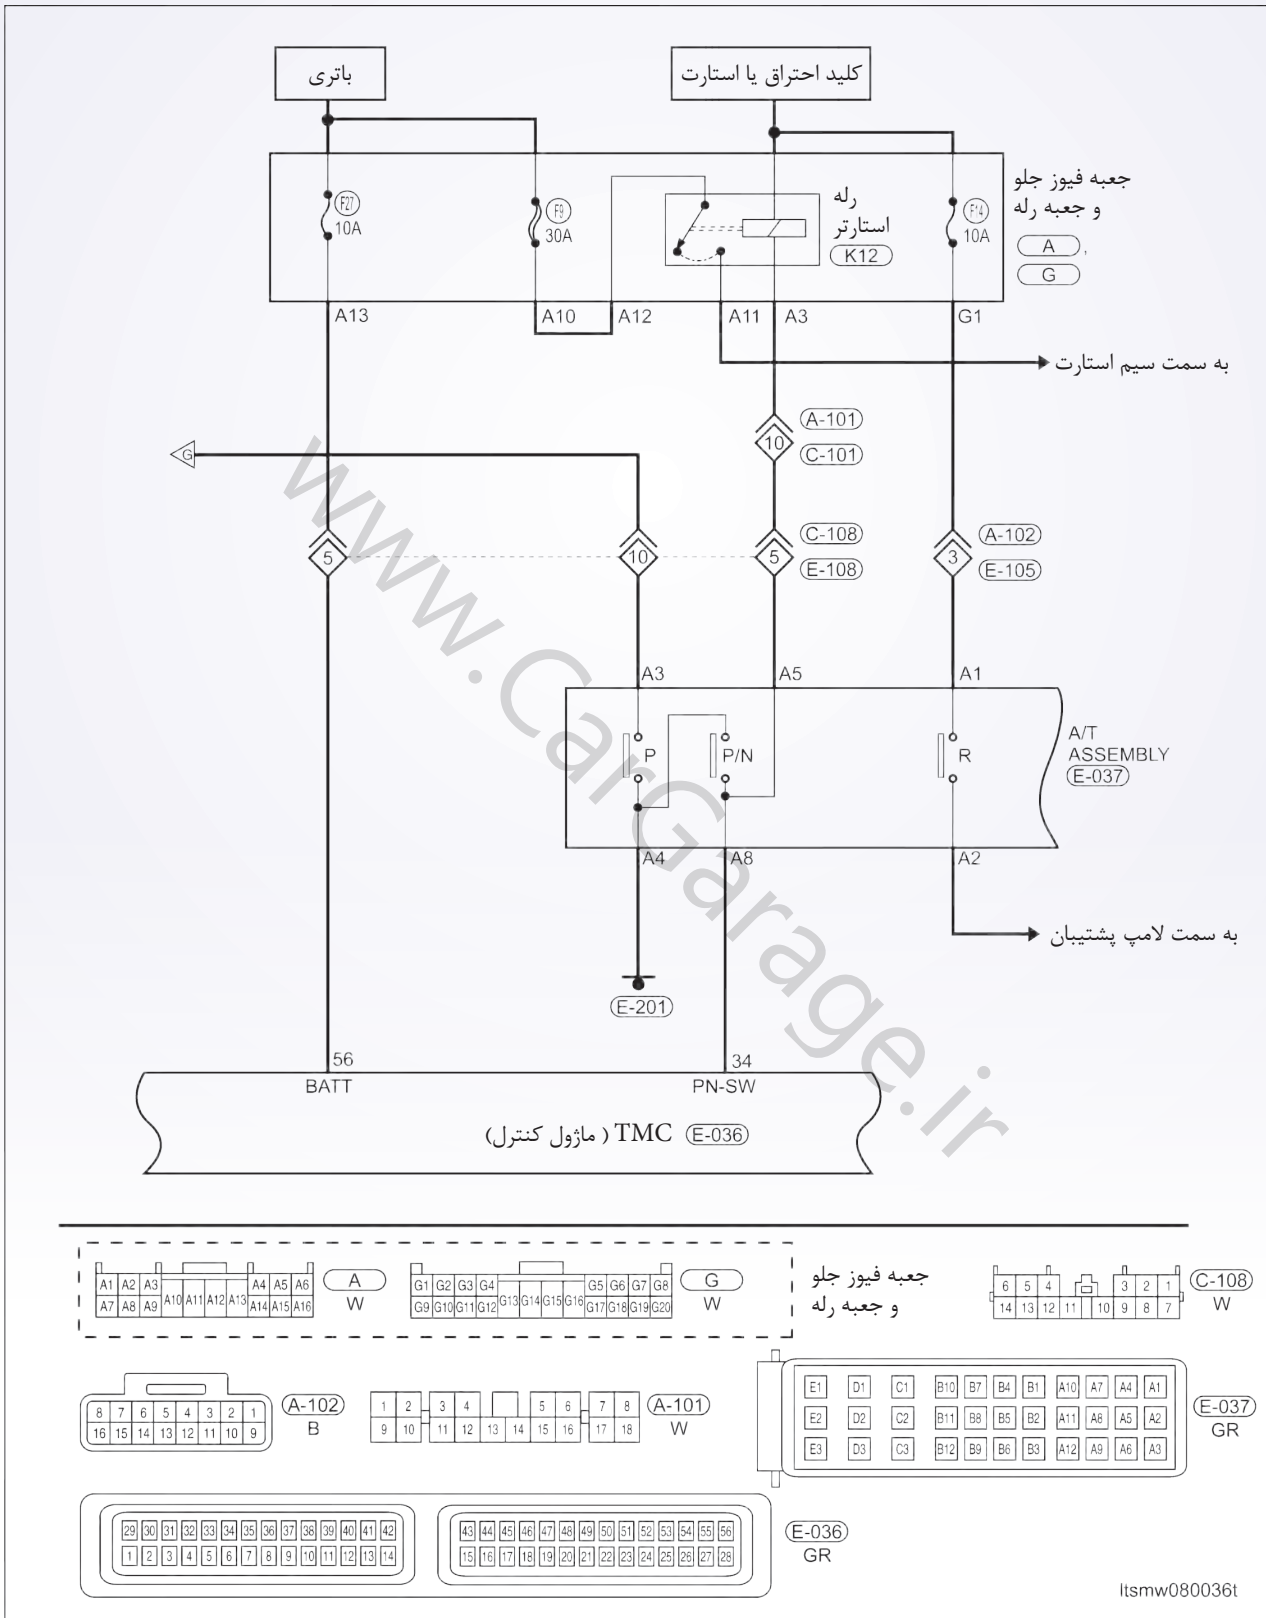 باتری
کلید احتراق یا استارت
F27
10A
F9
30A
رله
استارتر
K12
F14
10A
جعبه فیوز جلو
و جعبه رله
A,
G
A13
A10
A12
A11
A3
G1
به سمت سیم استارت
G
10
A-101
C-101
5
10
5
C-108
E-108
3
A-102
E-105
A3
A5
A1
P
P/N
R
A/T
ASSEMBLY
E-037
A4
A8
A2
به سمت لامپ پشتیبان
E-201
56
34
BATT
PN-SW
TMC ( ماژول کنترل)
E-036
www.CarGarage.ir
A1 A2 A3 A4 A5 A6
A10 A11 A12 A13
A7 A8 A9 A14 A15 A16
A
W
G1 G2 G3 G4 G5 G6 G7 G8
G13 G14 G15 G16
G9 G10 G11 G12 G17 G18 G19 G20
G
W
جعبه فیوز جلو
و جعبه رله
6 5 4 3 2 1
14 13 12 11 10 9 8 7
C-108
W
8 7 6 5 4 3 2 1
16 15 14 13 12 11 10 9
A-102
B
1 2 3 4 5 6 7 8
9 10 11 12 13 14 15 16 17 18
A-101
W
E1 D1 C1 B10 B7 B4 B1 A10 A7 A4 A1
E2 D2 C2 B11 B8 B5 B2 A11 A8 A5 A2
E3 D3 C3 B12 B9 B6 B3 A12 A9 A6 A3
E-037
GR
29 30 31 32 33 34 35 36 37 38 39 40 41 42
1 2 3 4 5 6 7 8 9 10 11 12 13 14
43 44 45 46 47 48 49 50 51 52 53 54 55 56
15 16 17 18 19 20 21 22 23 24 25 26 27 28
E-036
GR
ltsmw080036t